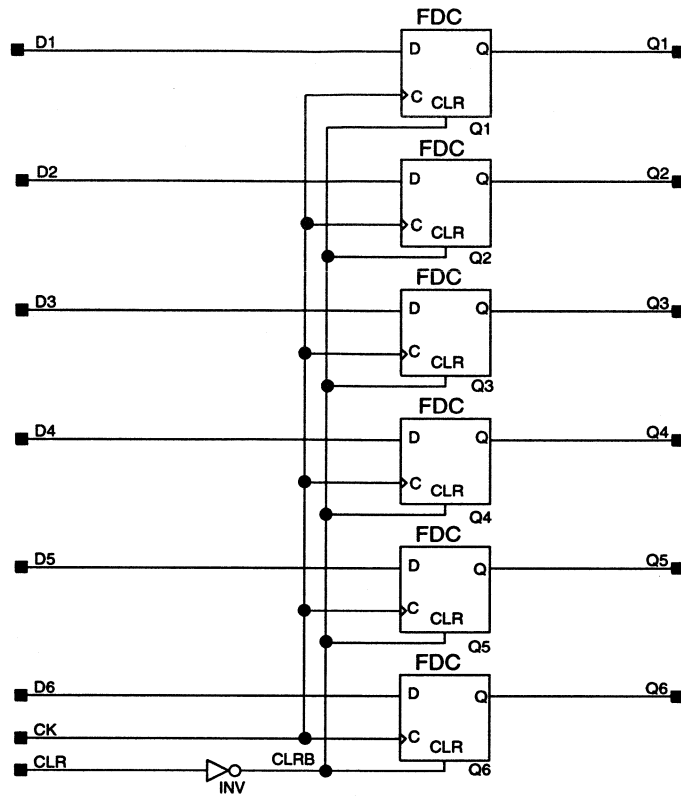 FDC
D1 D Q Q1
C CLR
Q1
FDC
D2 D Q Q2
C CLR
Q2
FDC
D3 D Q Q3
C CLR
Q3
FDC
D4 D Q Q4
C CLR
Q4
FDC
D5 D Q Q5
C CLR
Q5
FDC
D6 D Q Q6
CK C CLR
CLR CLRB Q6
INV